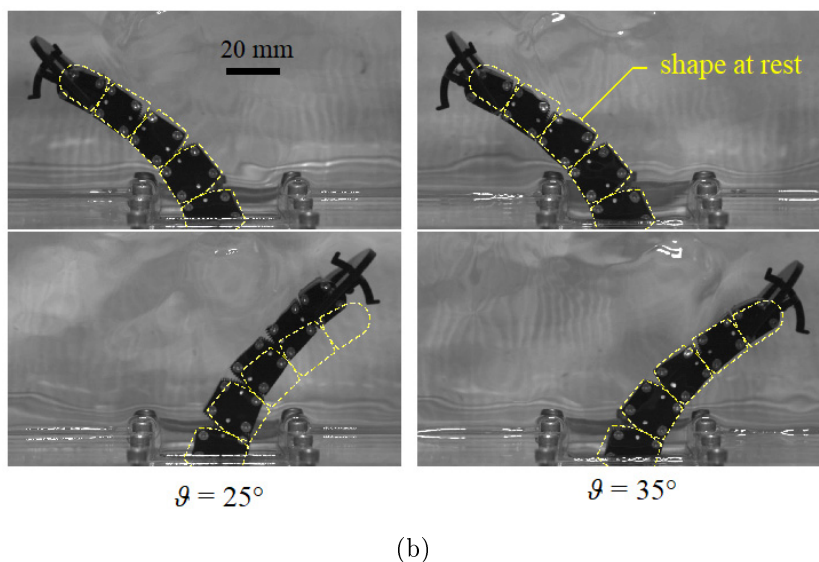 20 mm
shape at rest
𝜗 = 25°
𝜗 = 35°
(b)